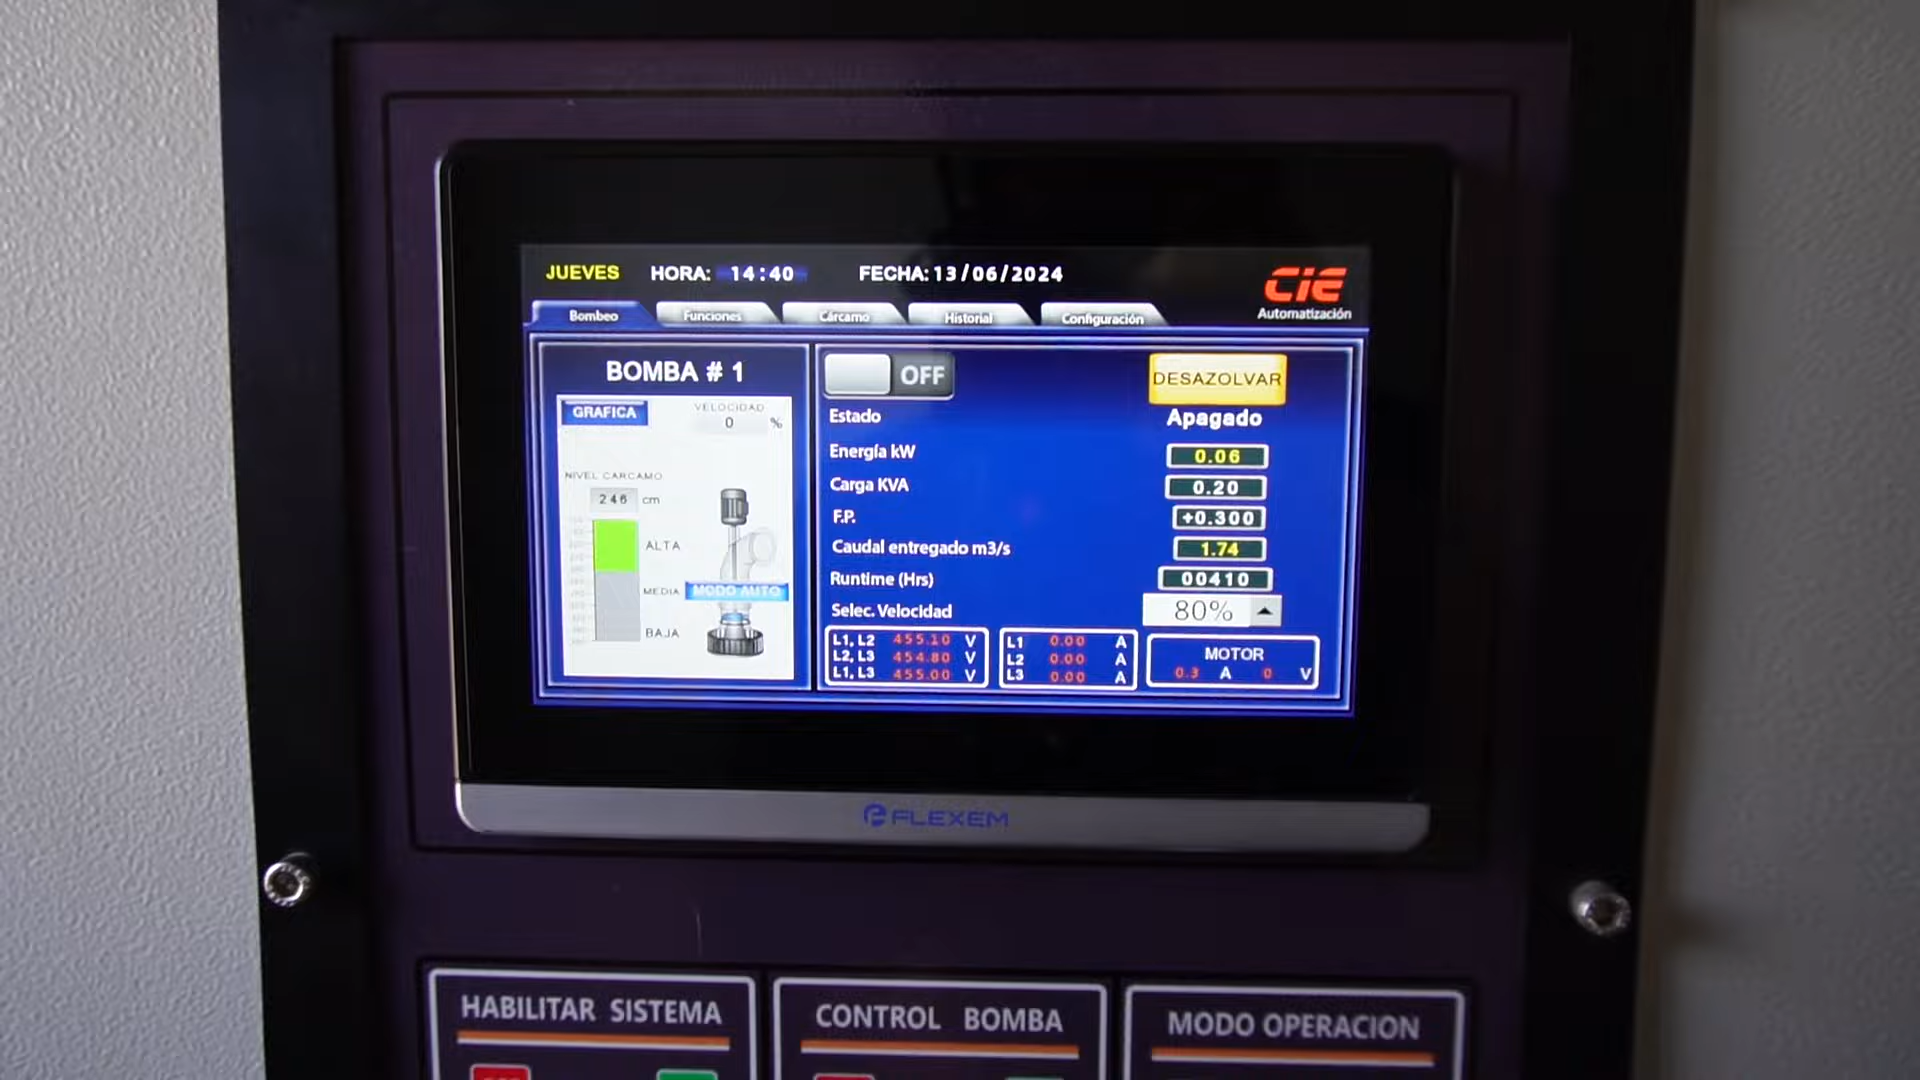 JUEVES HORA: 14:40 FECHA: 13/06/2024
CiE
Automatización
Bombeo Funciones Cárcamo Historial Configuración
BOMBA # 1
GRAFICA
VELOCIDAD
0 %
NIVEL CARCAMO
246 cm
ALTA
MEDIA
MODO AUTO
BAJA
OFF
DESAZOLVAR
Estado Apagado
Energía kW 0.06
Carga KVA 0.20
F.P. +0.300
Caudal entregado m3/s 1.74
Runtime (Hrs) 00410
Selec. Velocidad 80%
L1, L2 455.10 V
L2, L3 454.80 V
L1, L3 455.00 V
L1 0.00 A
L2 0.00 A
L3 0.00 A
MOTOR
0.3 A 0 V
FLEXEM
HABILITAR SISTEMA
CONTROL BOMBA
MODO OPERACION